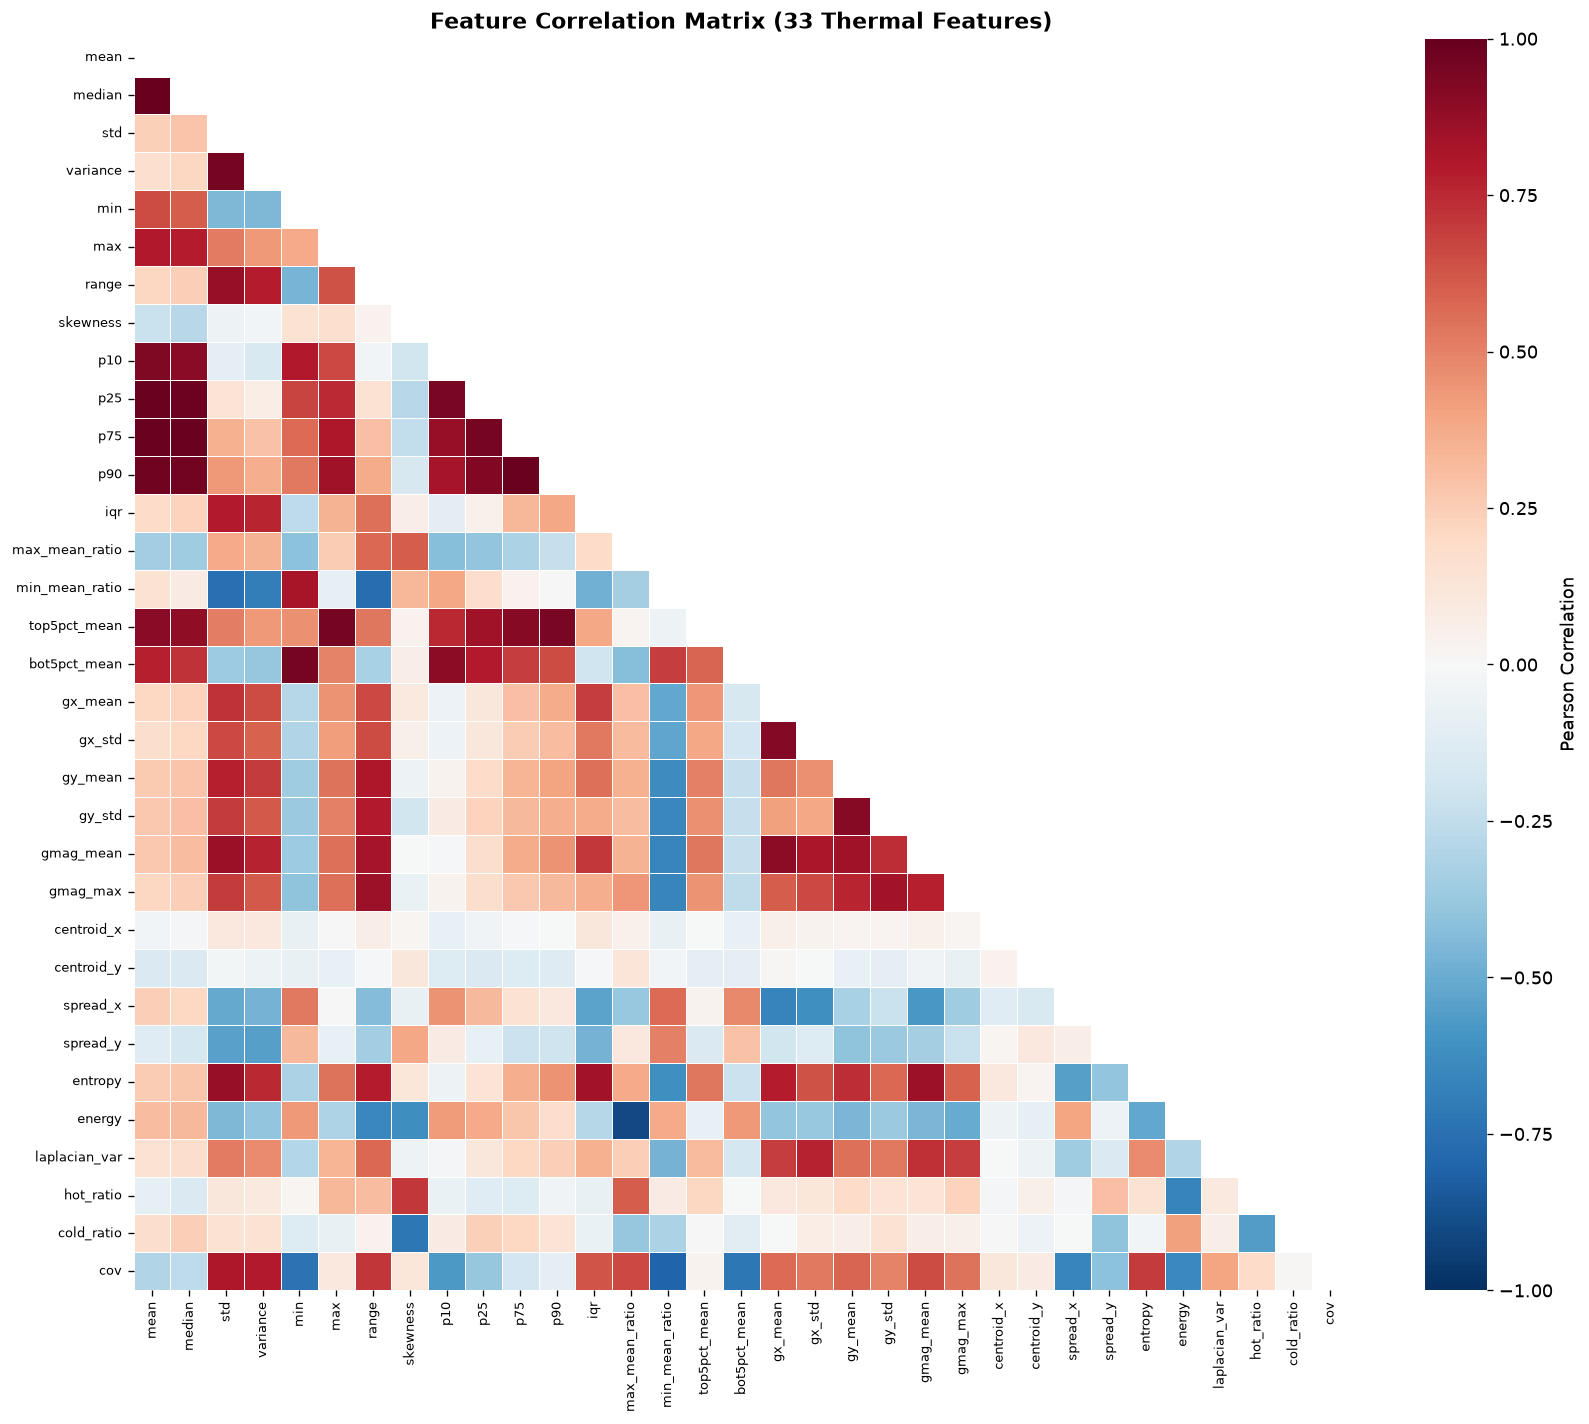 Feature Correlation Matrix (33 Thermal Features)
mean
median
std
variance
min
max
range
skewness
p10
p25
p75
p90
iqr
max_mean_ratio
min_mean_ratio
top5pct_mean
bot5pct_mean
gx_mean
gx_std
gy_mean
gy_std
gmag_mean
gmag_max
centroid_x
centroid_y
spread_x
spread_y
entropy
energy
laplacian_var
hot_ratio
cold_ratio
cov
mean
median
std
variance
min
max
range
skewness
p10
p25
p75
p90
iqr
max_mean_ratio
min_mean_ratio
top5pct_mean
bot5pct_mean
gx_mean
gx_std
gy_mean
gy_std
gmag_mean
gmag_max
centroid_x
centroid_y
spread_x
spread_y
entropy
energy
laplacian_var
hot_ratio
cold_ratio
cov
1.00
0.75
0.50
0.25
0.00
−0.25
−0.50
−0.75
−1.00
Pearson Correlation